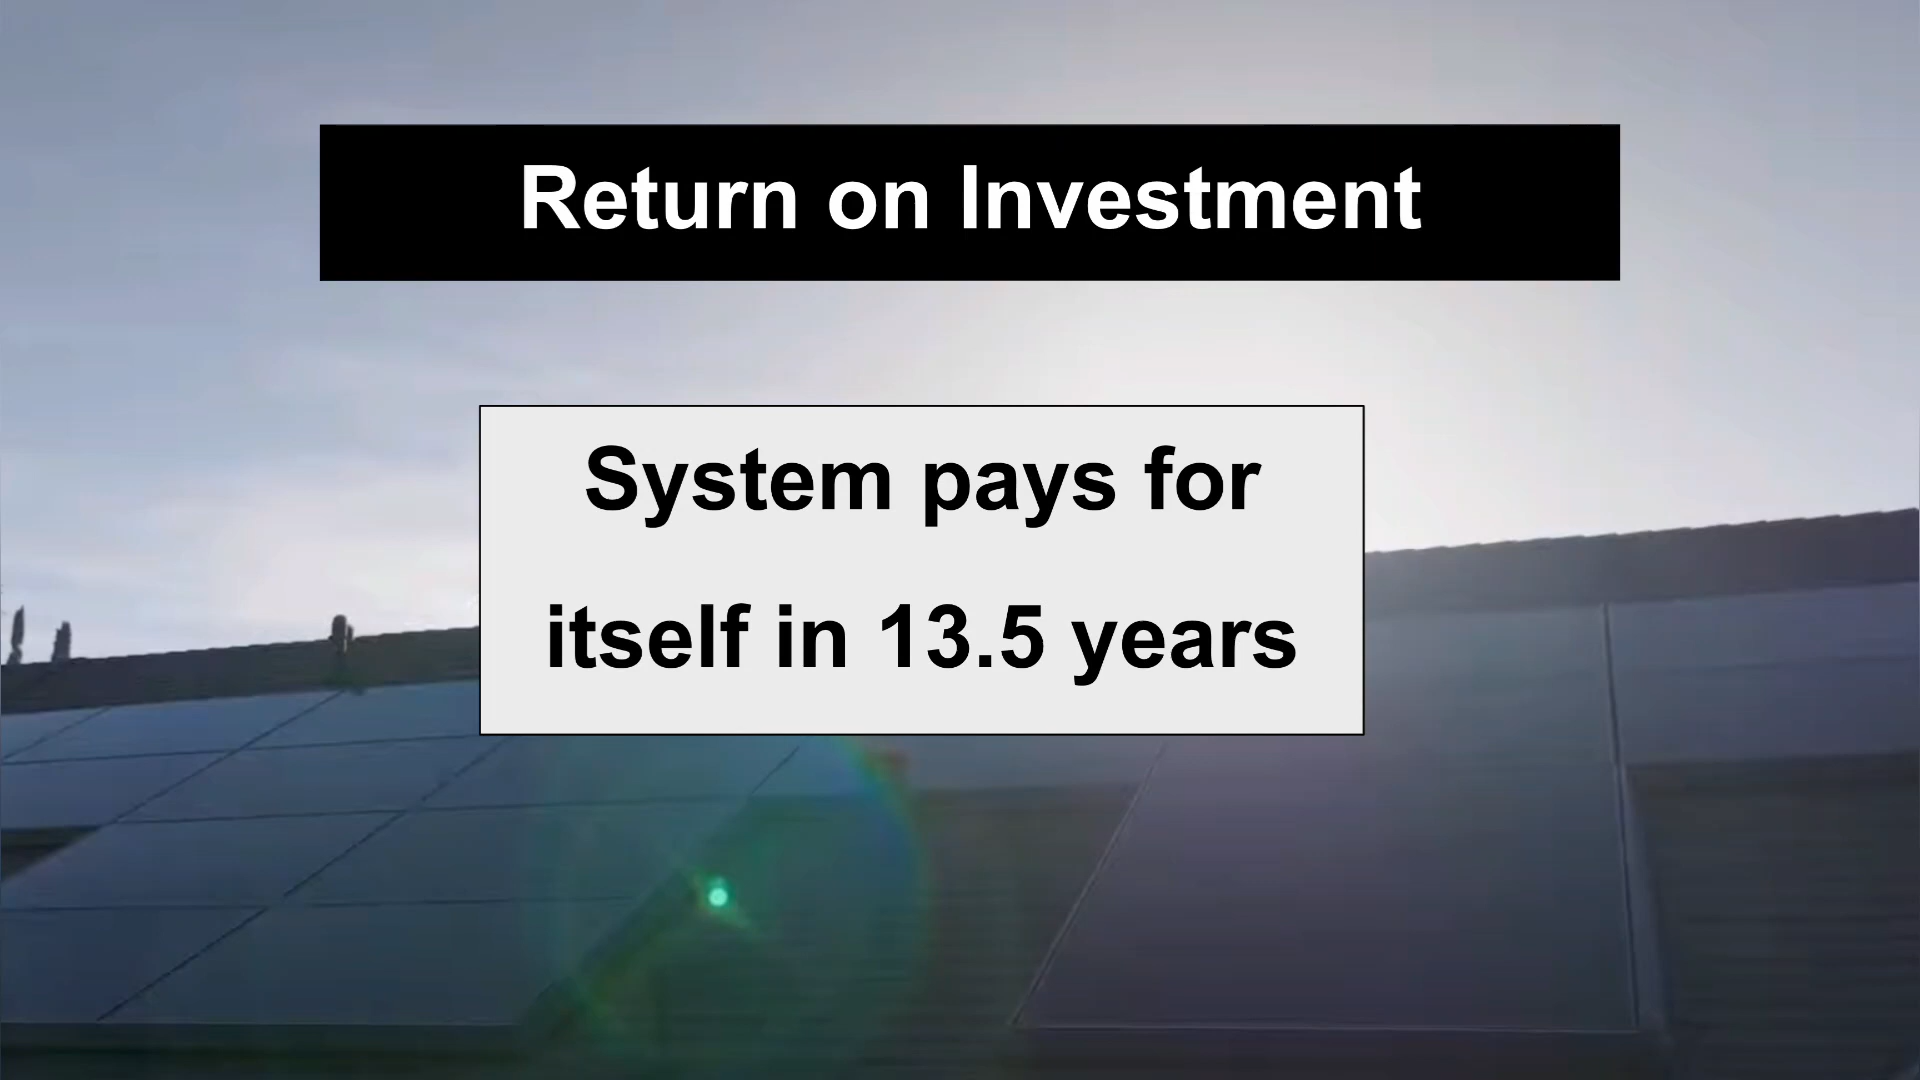 Return on Investment
System pays for
itself in 13.5 years